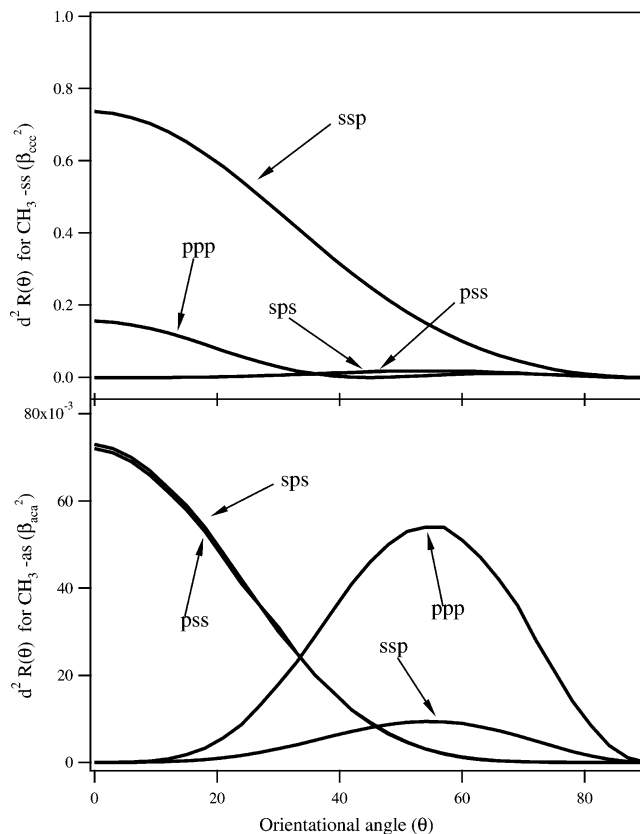 1.0
0.8
0.6
0.4
0.2
0.0
d² R(θ) for CH₃ -ss (β_ccc²)
ssp
ppp
sps
pss
80x10⁻³
60
40
20
0
d² R(θ) for CH₃ -as (β_aca²)
sps
pss
ppp
ssp
0
20
40
60
80
Orientational angle (θ)